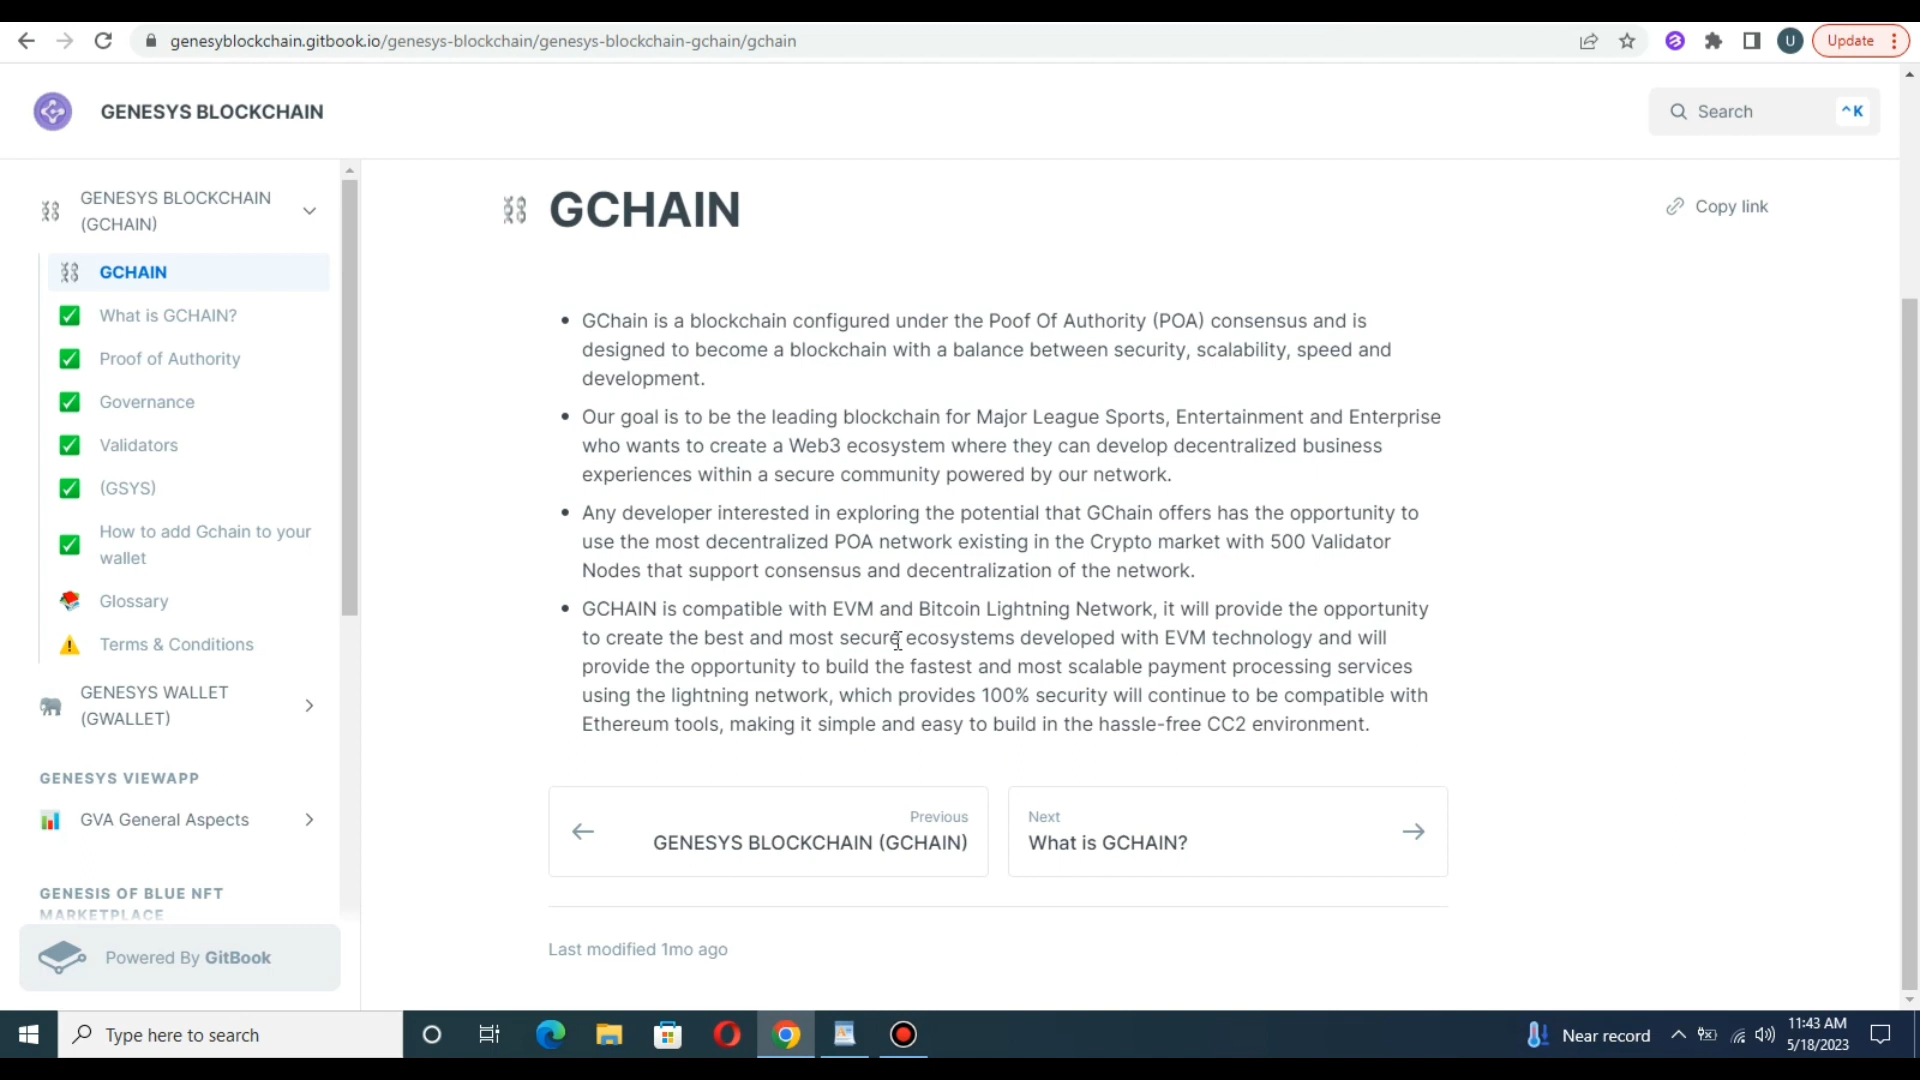 genesyblockchain.gitbook.io/genesys-blockchain/genesys-blockchain-gchain/gchain
U
Update
GENESYS BLOCKCHAIN
Search
^K
GENESYS BLOCKCHAIN
(GCHAIN)
GCHAIN
What is GCHAIN?
Proof of Authority
Governance
Validators
(GSYS)
How to add Gchain to your
wallet
Glossary
Terms & Conditions
GENESYS WALLET
(GWALLET)
GENESYS VIEWAPP
GVA General Aspects
GENESIS OF BLUE NFT
MARKETPLACE
Powered By GitBook
GCHAIN
Copy link
• GChain is a blockchain configured under the Poof Of Authority (POA) consensus and is
designed to become a blockchain with a balance between security, scalability, speed and
development.
• Our goal is to be the leading blockchain for Major League Sports, Entertainment and Enterprise
who wants to create a Web3 ecosystem where they can develop decentralized business
experiences within a secure community powered by our network.
• Any developer interested in exploring the potential that GChain offers has the opportunity to
use the most decentralized POA network existing in the Crypto market with 500 Validator
Nodes that support consensus and decentralization of the network.
• GCHAIN is compatible with EVM and Bitcoin Lightning Network, it will provide the opportunity
to create the best and most secure ecosystems developed with EVM technology and will
provide the opportunity to build the fastest and most scalable payment processing services
using the lightning network, which provides 100% security will continue to be compatible with
Ethereum tools, making it simple and easy to build in the hassle-free CC2 environment.
Previous
GENESYS BLOCKCHAIN (GCHAIN)
Next
What is GCHAIN?
Last modified 1mo ago
Type here to search
Near record
11:43 AM
5/18/2023